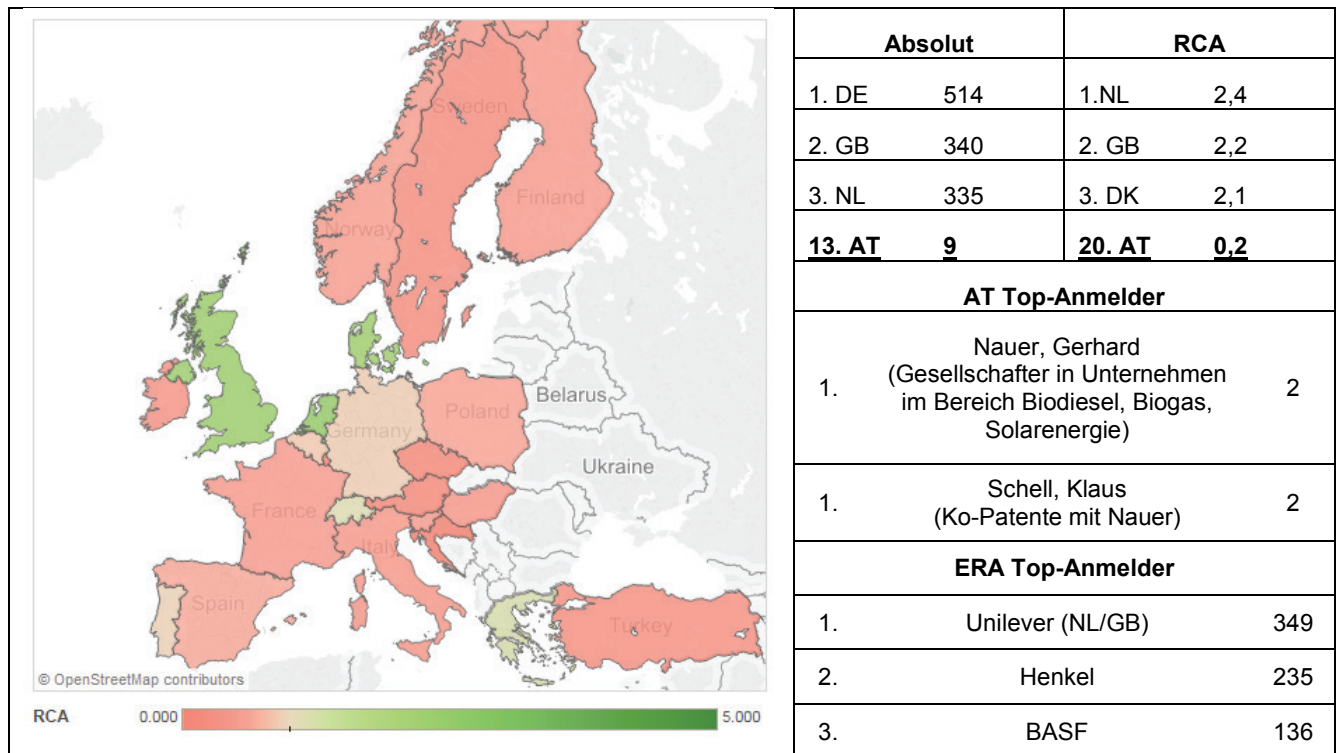 Sweden
Finland
Norway
Belarus
Poland
Germany
Ukraine
France
Italy
Spain
Turkey
© OpenStreetMap contributors
RCA 0.000 5.000
Absolut RCA
1. DE 514 1.NL 2,4
2. GB 340 2. GB 2,2
3. NL 335 3. DK 2,1
13. AT 9 20. AT 0,2
AT Top-Anmelder
Nauer, Gerhard
1. (Gesellschafter in Unternehmen 2
im Bereich Biodiesel, Biogas,
Solarenergie)
1. Schell, Klaus 2
(Ko-Patente mit Nauer)
ERA Top-Anmelder
1. Unilever (NL/GB) 349
2. Henkel 235
3. BASF 136